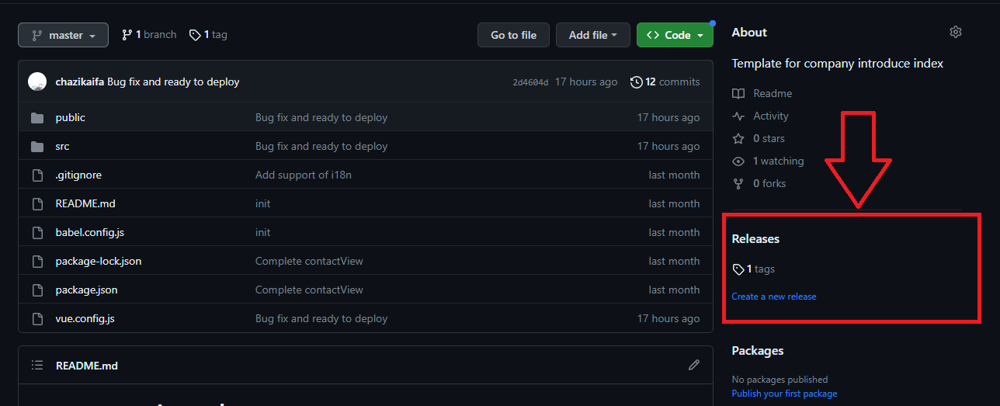 master 1 branch 1 tag Go to file Add file Code
chazikaifa Bug fix and ready to deploy 2d4604d 17 hours ago 12 commits
public Bug fix and ready to deploy 17 hours ago
src Bug fix and ready to deploy 17 hours ago
.gitignore Add support of i18n last month
README.md init last month
babel.config.js init last month
package-lock.json Complete contactView last month
package.json Complete contactView last month
vue.config.js Bug fix and ready to deploy 17 hours ago
README.md
About
Template for company introduce index
Readme
Activity
0 stars
1 watching
0 forks
Releases
1 tags
Create a new release
Packages
No packages published
Publish your first package